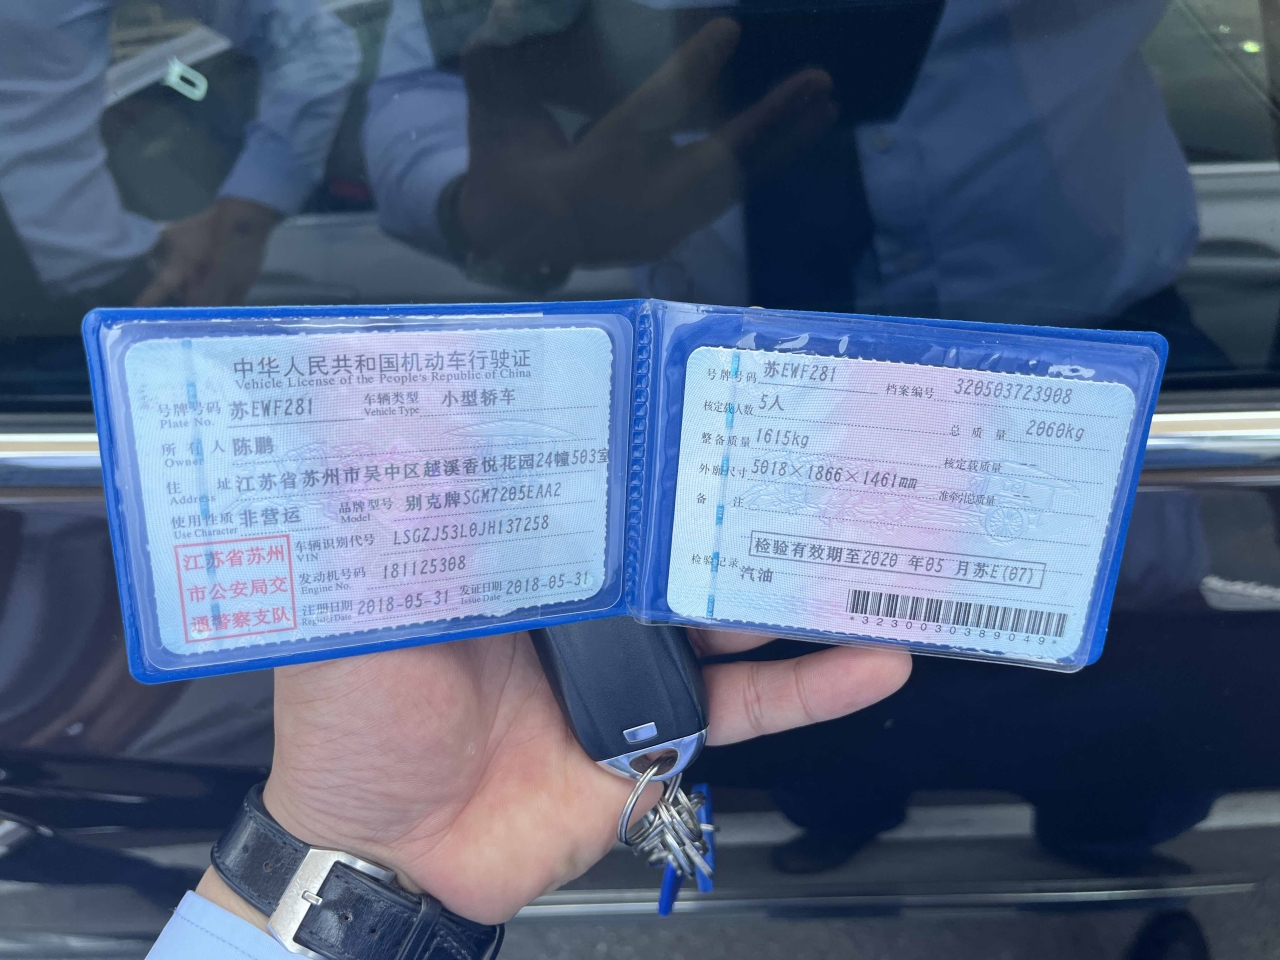 中华人民共和国机动车行驶证
Vehicle License of the People's Republic of China
号牌号码 苏EWF281 车辆类型 小型轿车
Plate No. Vehicle Type
所有人 陈鹏
Owner
住址 江苏省苏州市吴中区越溪香悦花园24幢503室
Address
使用性质 非营运 品牌型号 别克牌SGM7205EAA2
Use Character Model
江苏省苏州
市公安局交
通警察支队
车辆识别代号 LSGZJ53L0JH137258
VIN
发动机号码 181125308
Engine No.
注册日期 2018-05-31 发证日期 2018-05-31
Register Date Issue Date
号牌号码 苏EWF281 档案编号 320503723908
核定载人数 5人 总质量 2060kg
整备质量 1615kg 核定载质量 --
外廓尺寸 5018×1866×1461mm 准牵引总质量 --
备注
检验有效期至2020年05月苏E(07)
检验记录
汽油
*3230030389049*